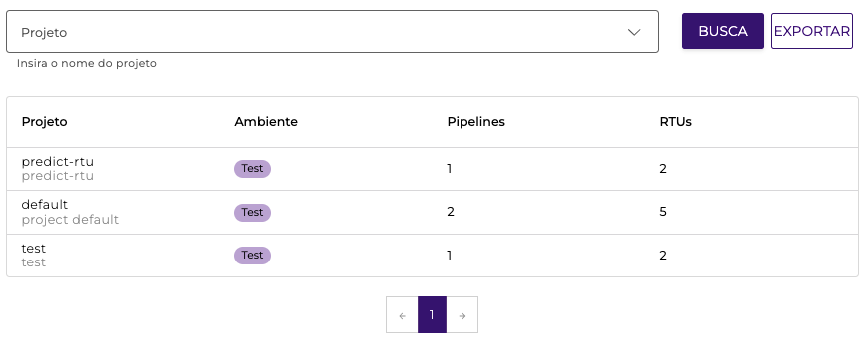 Projeto
BUSCA
EXPORTAR
Insira o nome do projeto
Projeto Ambiente Pipelines RTUs
predict-rtu
predict-rtu
Test 1 2
default
project default
Test 2 5
test
test
Test 1 2
← 1 →